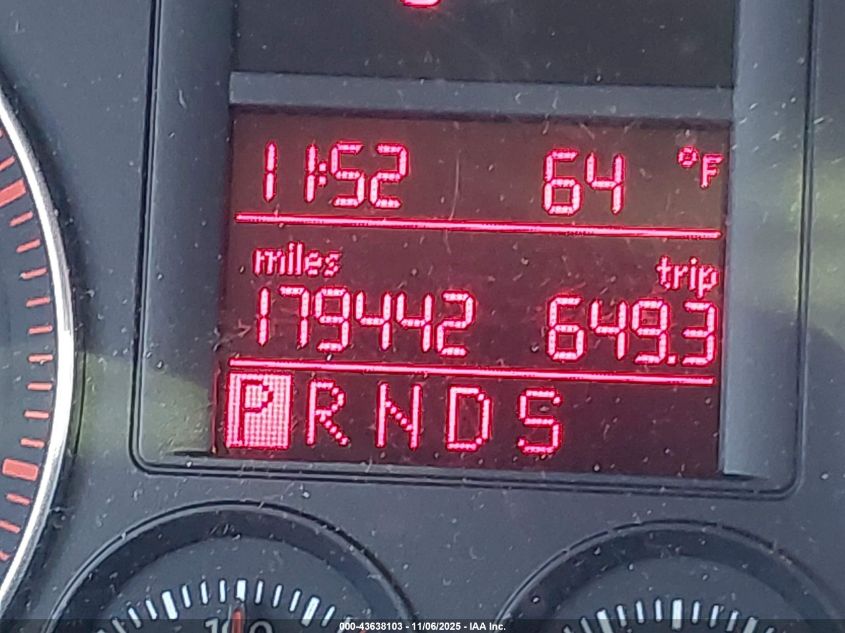 11:52 64 °F
miles trip
179442 649.3
P R N D S
000-43638103 - 11/06/2025 - IAA Inc.